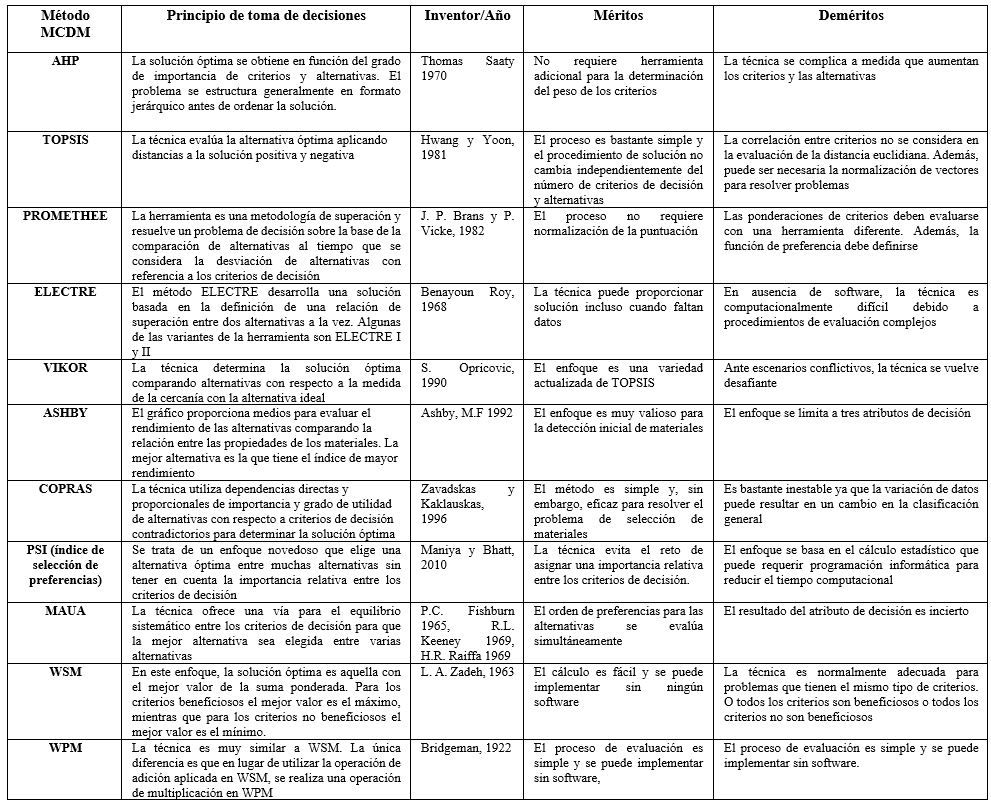 Método
MCDM
Principio de toma de decisiones
Inventor/Año
Méritos
Deméritos
AHP
La solución óptima se obtiene en función del grado
de importancia de criterios y alternativas. El
problema se estructura generalmente en formato
jerárquico antes de ordenar la solución.
Thomas Saaty
1970
No requiere herramienta
adicional para la determinación
del peso de los criterios
La técnica se complica a medida que aumentan
los criterios y las alternativas
TOPSIS
La técnica evalúa la alternativa óptima aplicando
distancias a la solución positiva y negativa
Hwang y Yoon,
1981
El proceso es bastante simple y
el procedimiento de solución no
cambia independientemente del
número de criterios de decisión
y alternativas
La correlación entre criterios no se considera en
la evaluación de la distancia euclidiana. Además,
puede ser necesaria la normalización de vectores
para resolver problemas
PROMETHEE
La herramienta es una metodología de superación y
resuelve un problema de decisión sobre la base de la
comparación de alternativas al tiempo que se
considera la desviación de alternativas con
referencia a los criterios de decisión
J. P. Brans y P.
Vicke, 1982
El proceso no requiere
normalización de la puntuación
Las ponderaciones de criterios deben evaluarse
con una herramienta diferente. Además, la
función de preferencia debe definirse
ELECTRE
El método ELECTRE desarrolla una solución
basada en la definición de una relación de
superación entre dos alternativas a la vez. Algunas
de las variantes de la herramienta son ELECTRE I
y II
Benayoun Roy,
1968
La técnica puede proporcionar
solución incluso cuando faltan
datos
En ausencia de software, la técnica es
computacionalmente difícil debido a
procedimientos de evaluación complejos
VIKOR
La técnica determina la solución óptima
comparando alternativas con respecto a la medida
de la cercanía con la alternativa ideal
S. Opricovic,
1990
El enfoque es una variedad
actualizada de TOPSIS
Ante escenarios conflictivos, la técnica se vuelve
desafiante
ASHBY
El gráfico proporciona medios para evaluar el
rendimiento de las alternativas comparando la
relación entre las propiedades de los materiales. La
mejor alternativa es la que tiene el índice de mayor
rendimiento
Ashby, M.F 1992
El enfoque es muy valioso para
la detección inicial de materiales
El enfoque se limita a tres atributos de decisión
COPRAS
La técnica utiliza dependencias directas y
proporcionales de importancia y grado de utilidad
de alternativas con respecto a criterios de decisión
contradictorios para determinar la solución óptima
Zavadskas y
Kaklauskas,
1996
El método es simple y, sin
embargo, eficaz para resolver el
problema de selección de
materiales
Es bastante inestable ya que la variación de datos
puede resultar en un cambio en la clasificación
general
PSI (índice de
selección de
preferencias)
Se trata de un enfoque novedoso que elige una
alternativa óptima entre muchas alternativas sin
tener en cuenta la importancia relativa entre los
criterios de decisión
Maniya y Bhatt,
2010
La técnica evita el reto de
asignar una importancia relativa
entre los criterios de decisión.
El enfoque se basa en el cálculo estadístico que
puede requerir programación informática para
reducir el tiempo computacional
MAUA
La técnica ofrece una vía para el equilibrio
sistemático entre los criterios de decisión para que
la mejor alternativa sea elegida entre varias
alternativas
P.C. Fishburn
1965, R.L.
Keeney 1969,
H.R. Raiffa 1969
El orden de preferencias para las
alternativas se evalúa
simultáneamente
El resultado del atributo de decisión es incierto
WSM
En este enfoque, la solución óptima es aquella con
el mejor valor de la suma ponderada. Para los
criterios beneficiosos el mejor valor es el máximo,
mientras que para los criterios no beneficiosos el
mejor valor es el mínimo.
L. A. Zadeh, 1963
El cálculo es fácil y se puede
implementar sin ningún
software
La técnica es normalmente adecuada para
problemas que tienen el mismo tipo de criterios.
O todos los criterios son beneficiosos o todos los
criterios no son beneficiosos
WPM
La técnica es muy similar a WSM. La única
diferencia es que en lugar de utilizar la operación de
adición aplicada en WSM, se realiza una operación
de multiplicación en WPM
Bridgeman, 1922
El proceso de evaluación es
simple y se puede implementar
sin software,
El proceso de evaluación es simple y se puede
implementar sin software.